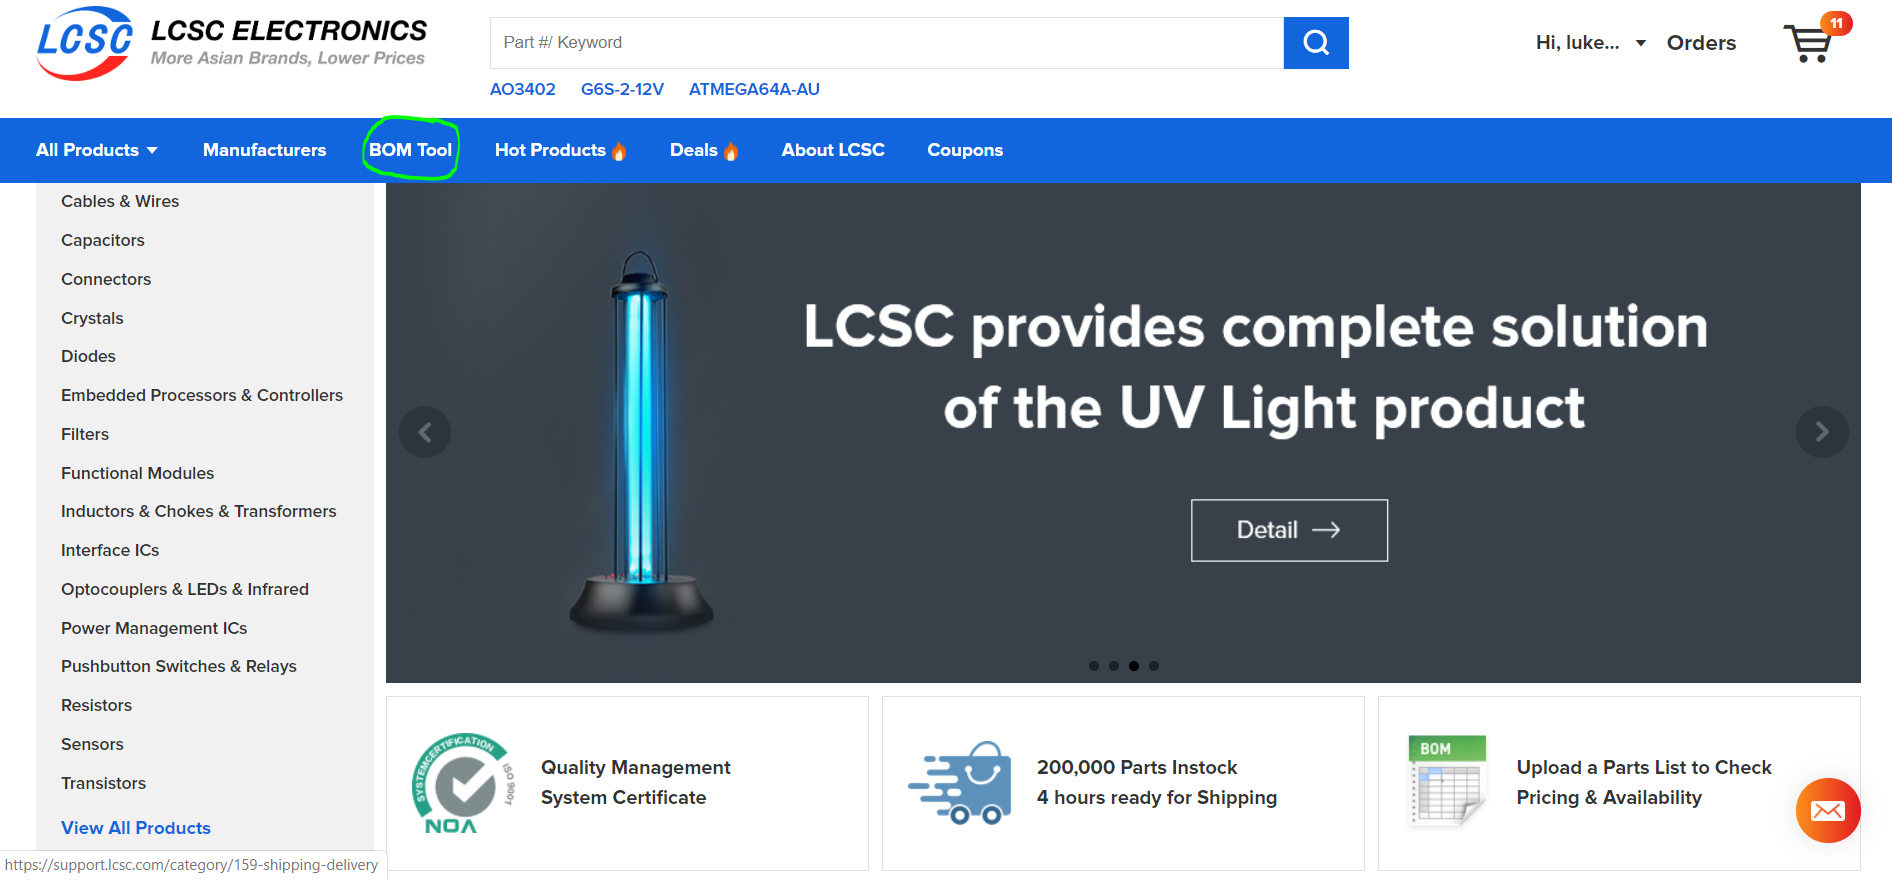 LCSC
LCSC ELECTRONICS
More Asian Brands, Lower Prices
Part #/ Keyword
Hi, luke...
Orders
11
AO3402
G6S-2-12V
ATMEGA64A-AU
All Products
Manufacturers
BOM Tool
Hot Products
Deals
About LCSC
Coupons
Cables & Wires
Capacitors
Connectors
Crystals
Diodes
Embedded Processors & Controllers
Filters
Functional Modules
Inductors & Chokes & Transformers
Interface ICs
Optocouplers & LEDs & Infrared
Power Management ICs
Pushbutton Switches & Relays
Resistors
Sensors
Transistors
View All Products
LCSC provides complete solution
of the UV Light product
Detail
SYSTEMCERTIFICATION
ISO 9001
NQA
Quality Management
System Certificate
200,000 Parts Instock
4 hours ready for Shipping
BOM
Upload a Parts List to Check
Pricing & Availability
https://support.lcsc.com/category/159-shipping-delivery